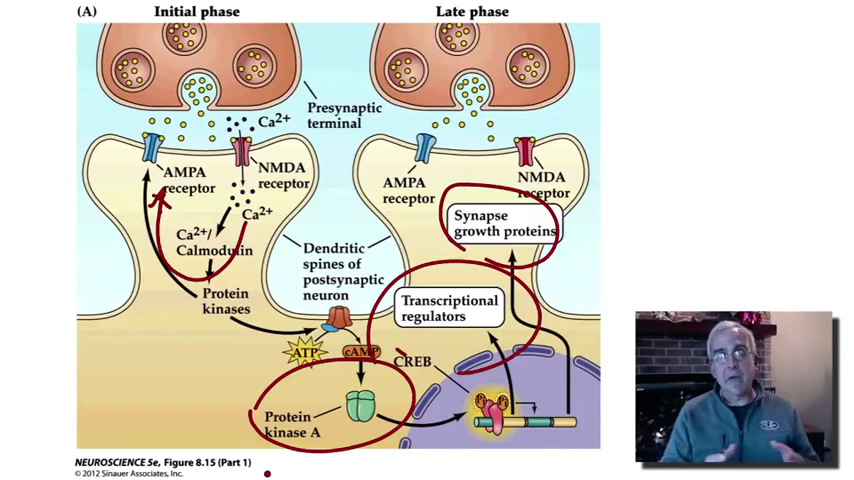 (A)
Initial phase
Late phase
Ca2+
Presynaptic
terminal
AMPA
receptor
NMDA
receptor
Ca2+
Ca2+/
Calmodulin
Protein
kinases
Dendritic
spines of
postsynaptic
neuron
AMPA
receptor
NMDA
receptor
Synapse
growth proteins
Transcriptional
regulators
ATP
cAMP
CREB
P
P
Protein
kinase A
NEUROSCIENCE 5e, Figure 8.15 (Part 1)
© 2012 Sinauer Associates, Inc.